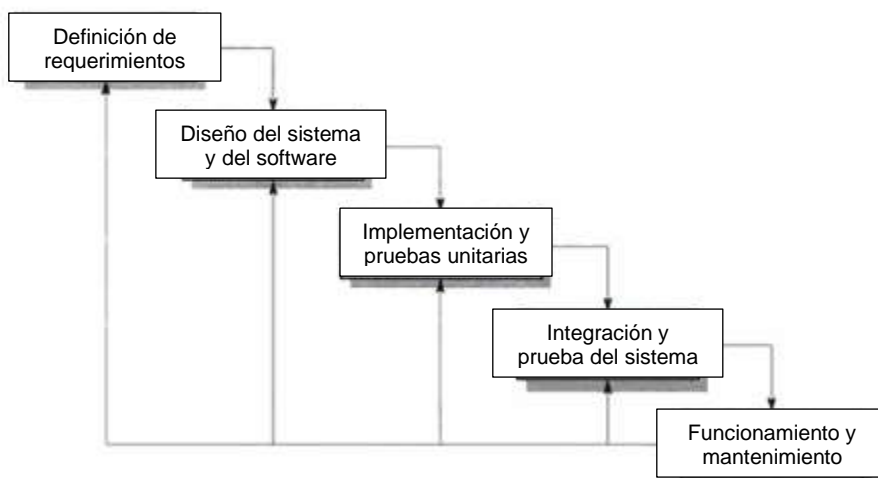 Definición de
requerimientos
Diseño del sistema
y del software
Implementación y
pruebas unitarias
Integración y
prueba del sistema
Funcionamiento y
mantenimiento